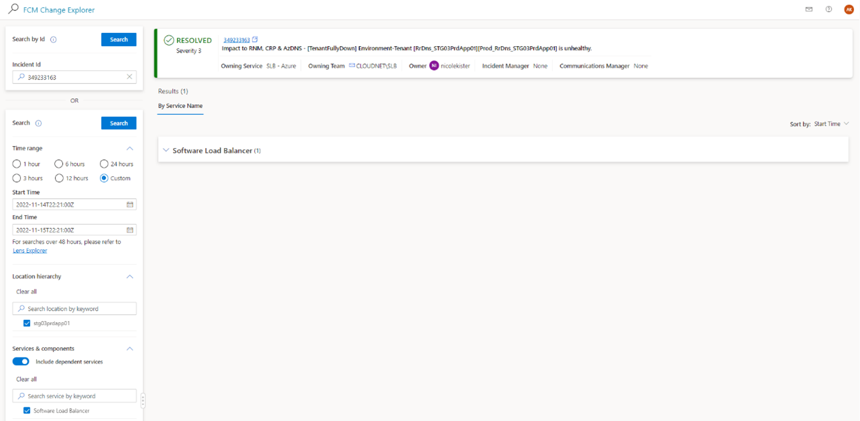 FCM Change Explorer
AK
Search by Id
Search
Incident Id
349233163
OR
Search
Search
Time range
1 hour
6 hours
24 hours
2 hours
12 hours
Custom
Start Time
2022-11-14T22:21:00Z
End Time
2022-11-15T22:21:00Z
For searches over 48 hours, please refer to
Lens Explorer
Location hierarchy
Clear all
Search location by keyword
stg03prdapp01
Services & components
Include dependent services
Clear all
Search service by keyword
Software Load Balancer
RESOLVED
Severity 3
349233163
Impact to RNM, CRP & AzDNS - [TenantFullyDown] Environment-Tenant [RrDns_STG03PrdApp01][Prod_RrDns_STG03PrdApp01] is unhealthy.
Owning Service SLB - Azure Owning Team CLOUDNET\SLB Owner N nicolekister Incident Manager None Communications Manager None
Results (1)
By Service Name
Sort by: Start Time
Software Load Balancer (1)